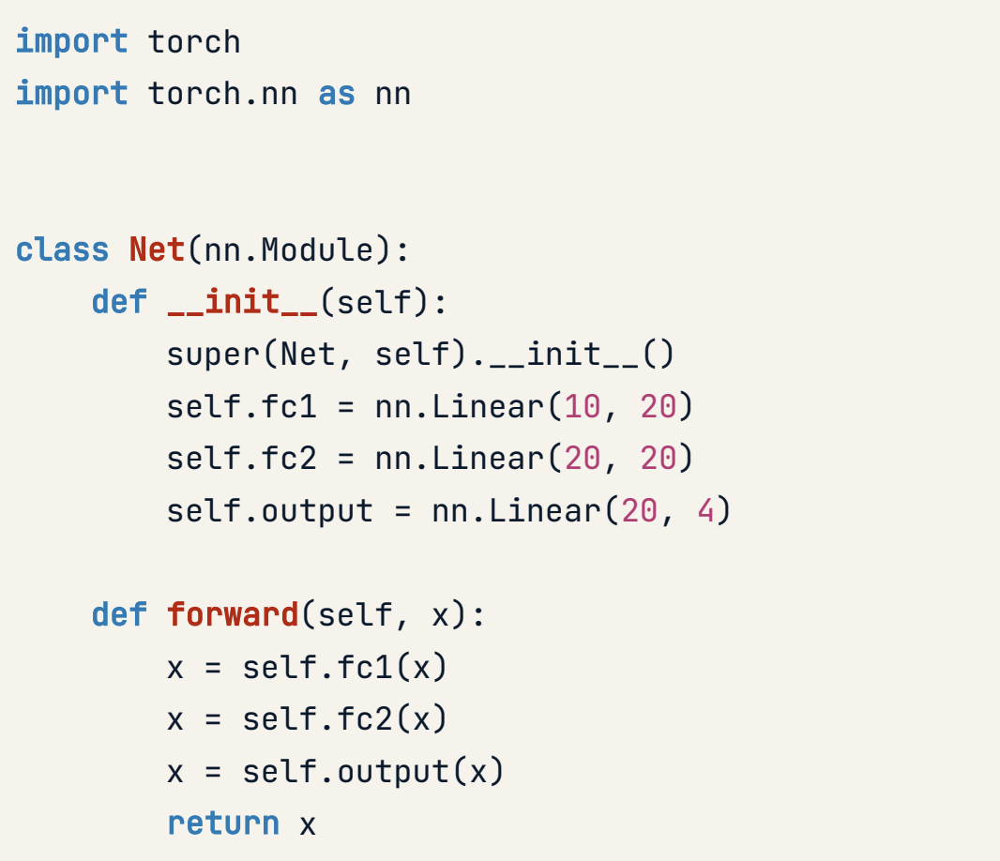 import torch
import torch.nn as nn
class Net(nn.Module):
    def __init__(self):
        super(Net, self).__init__()
        self.fc1 = nn.Linear(10, 20)
        self.fc2 = nn.Linear(20, 20)
        self.output = nn.Linear(20, 4)
    def forward(self, x):
        x = self.fc1(x)
        x = self.fc2(x)
        x = self.output(x)
        return x